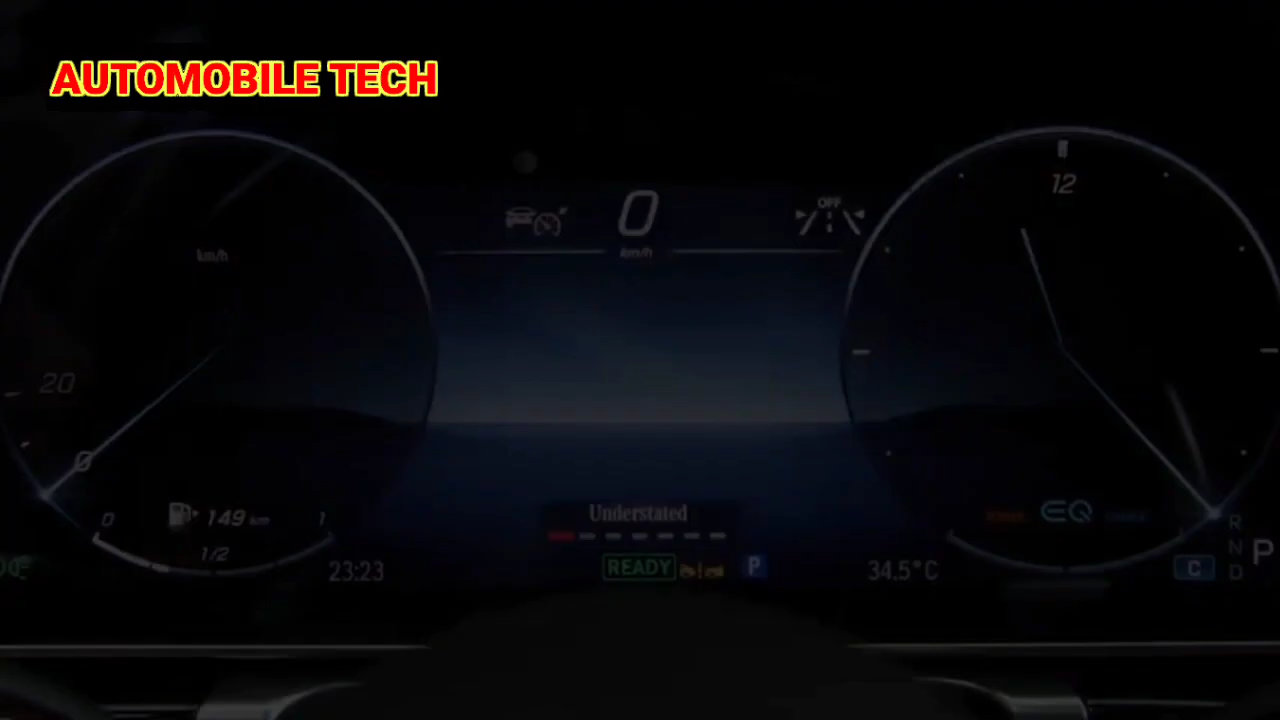 AUTOMOBILE TECH
12
0
OFF
km/h
km/h
20
0
Understated
0
149 km
1
EQ
R
1/2
N
P
23:23
READY
P
34.5°C
C
D